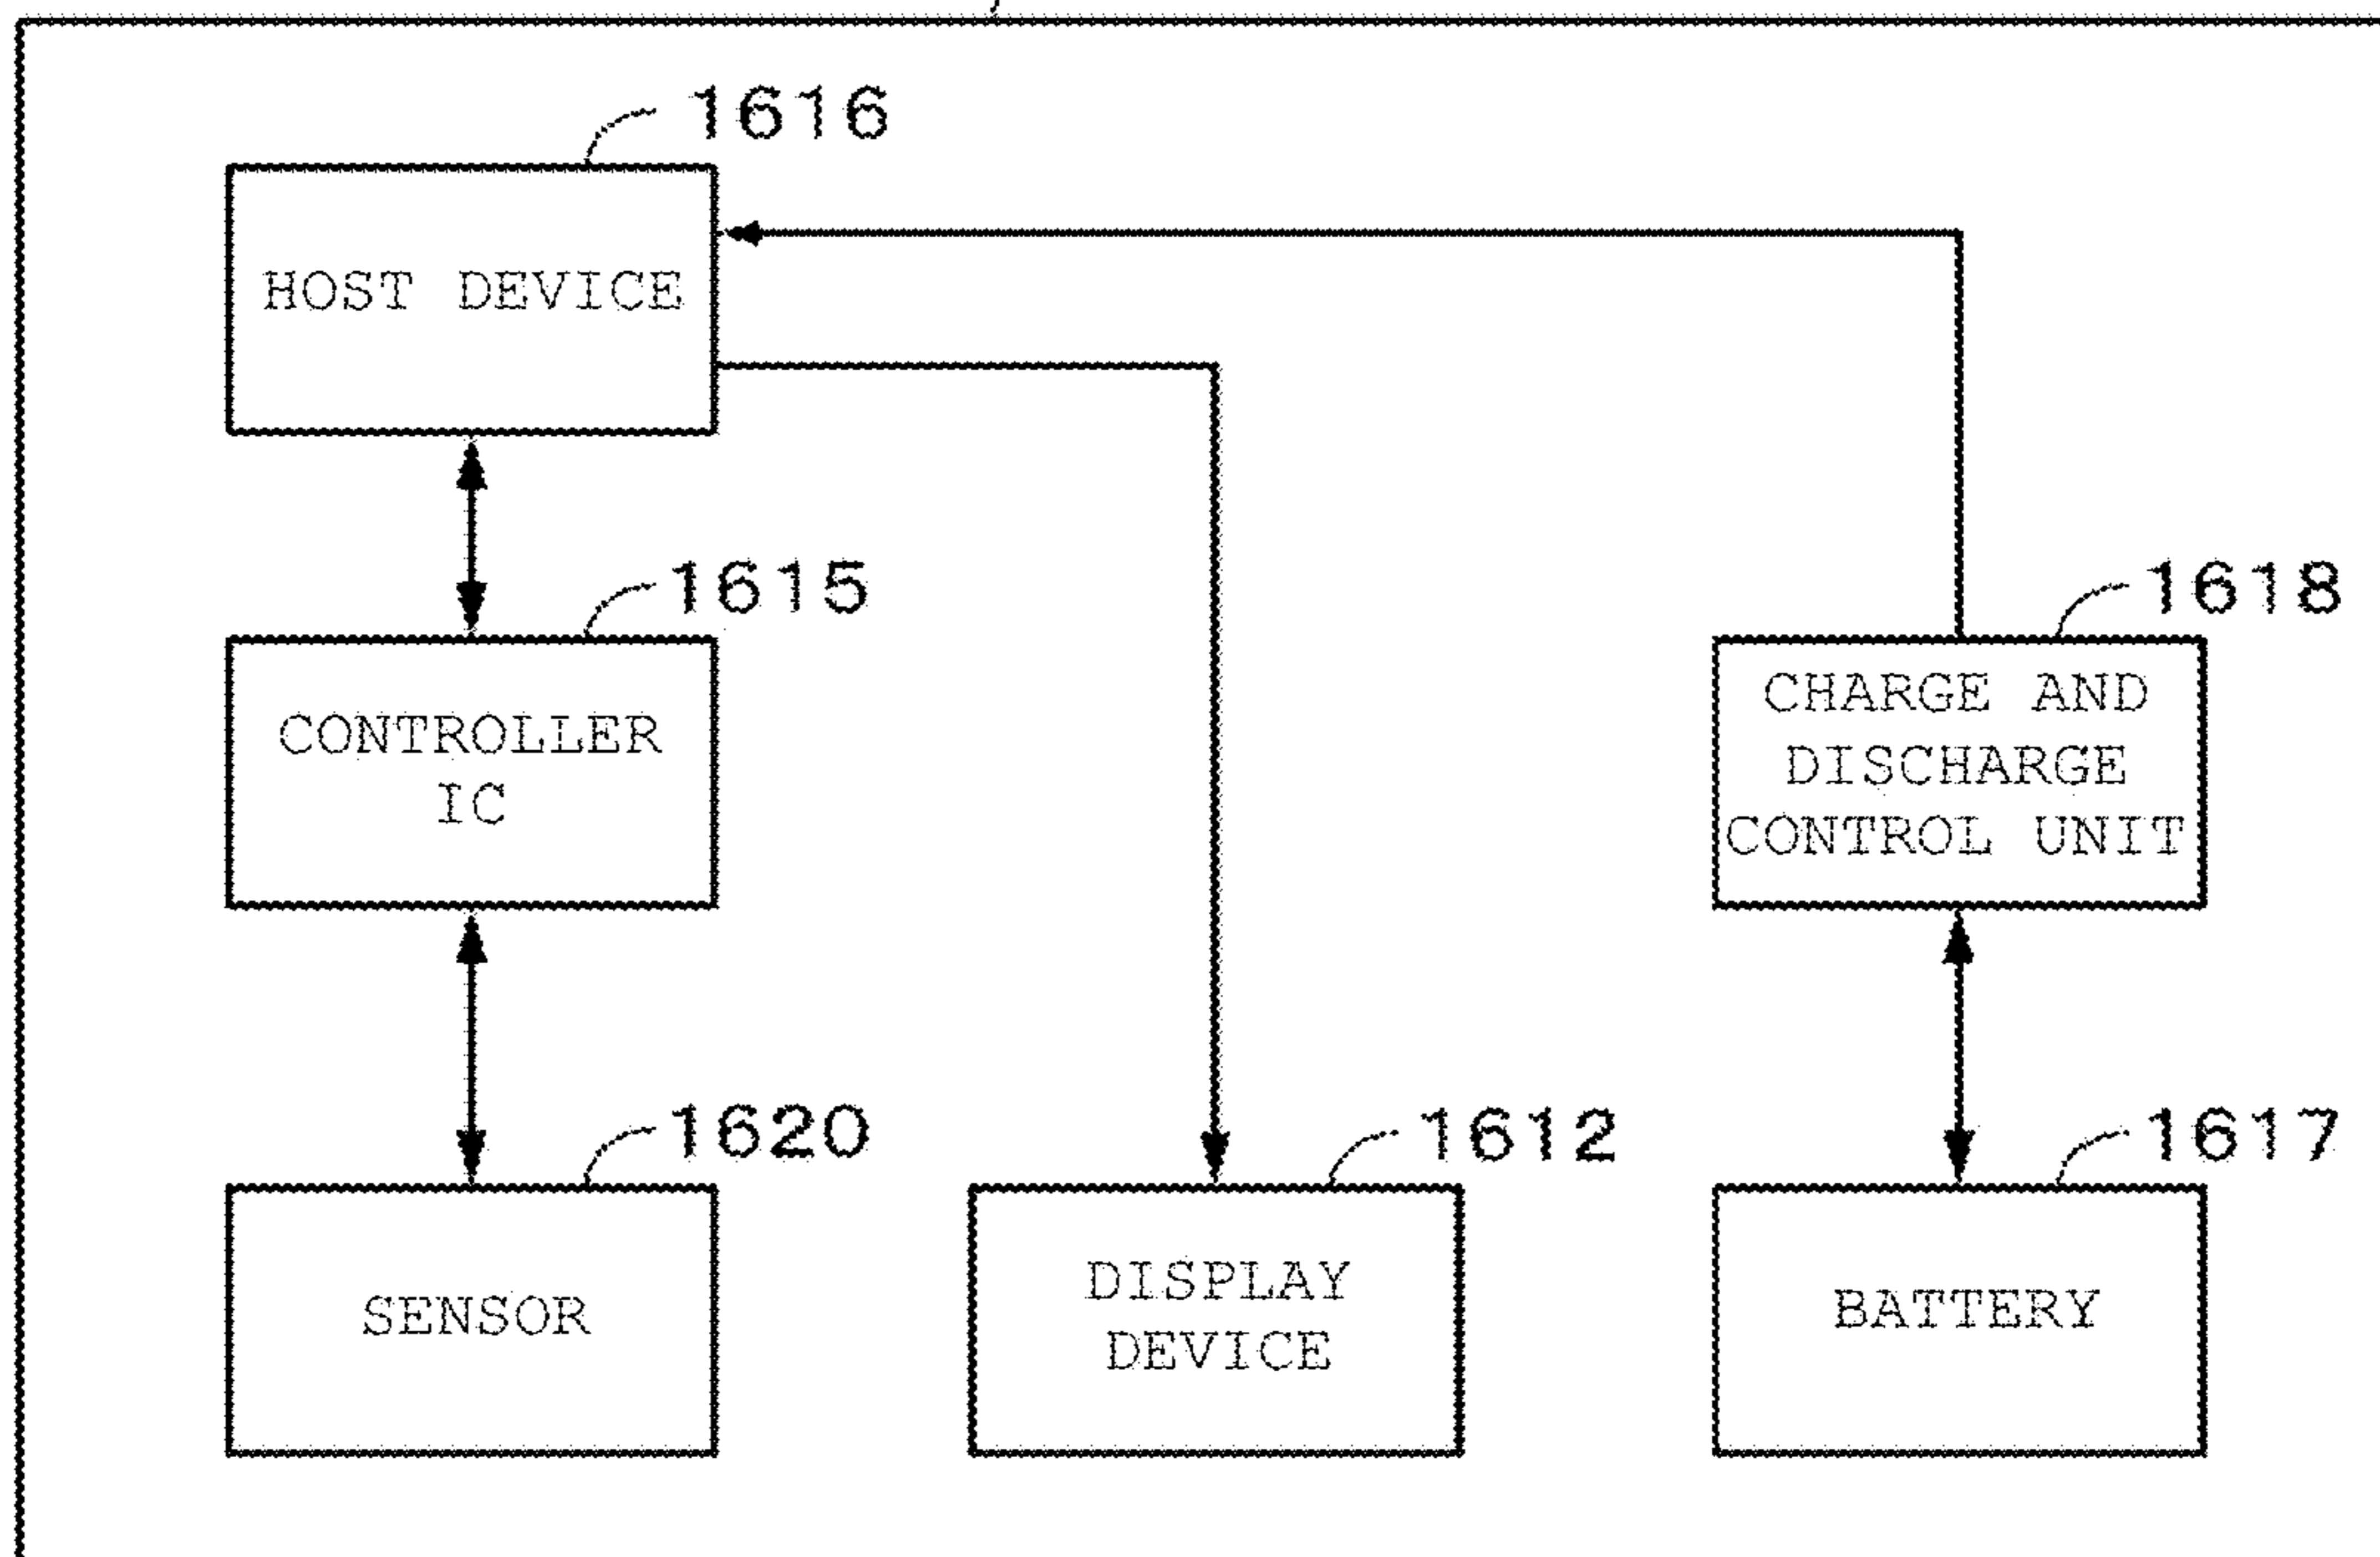 1616
HOST DEVICE
1615
CONTROLLER
IC
1618
CHARGE AND
DISCHARGE
CONTROL UNIT
1620
SENSOR
1612
DISPLAY
DEVICE
1617
BATTERY